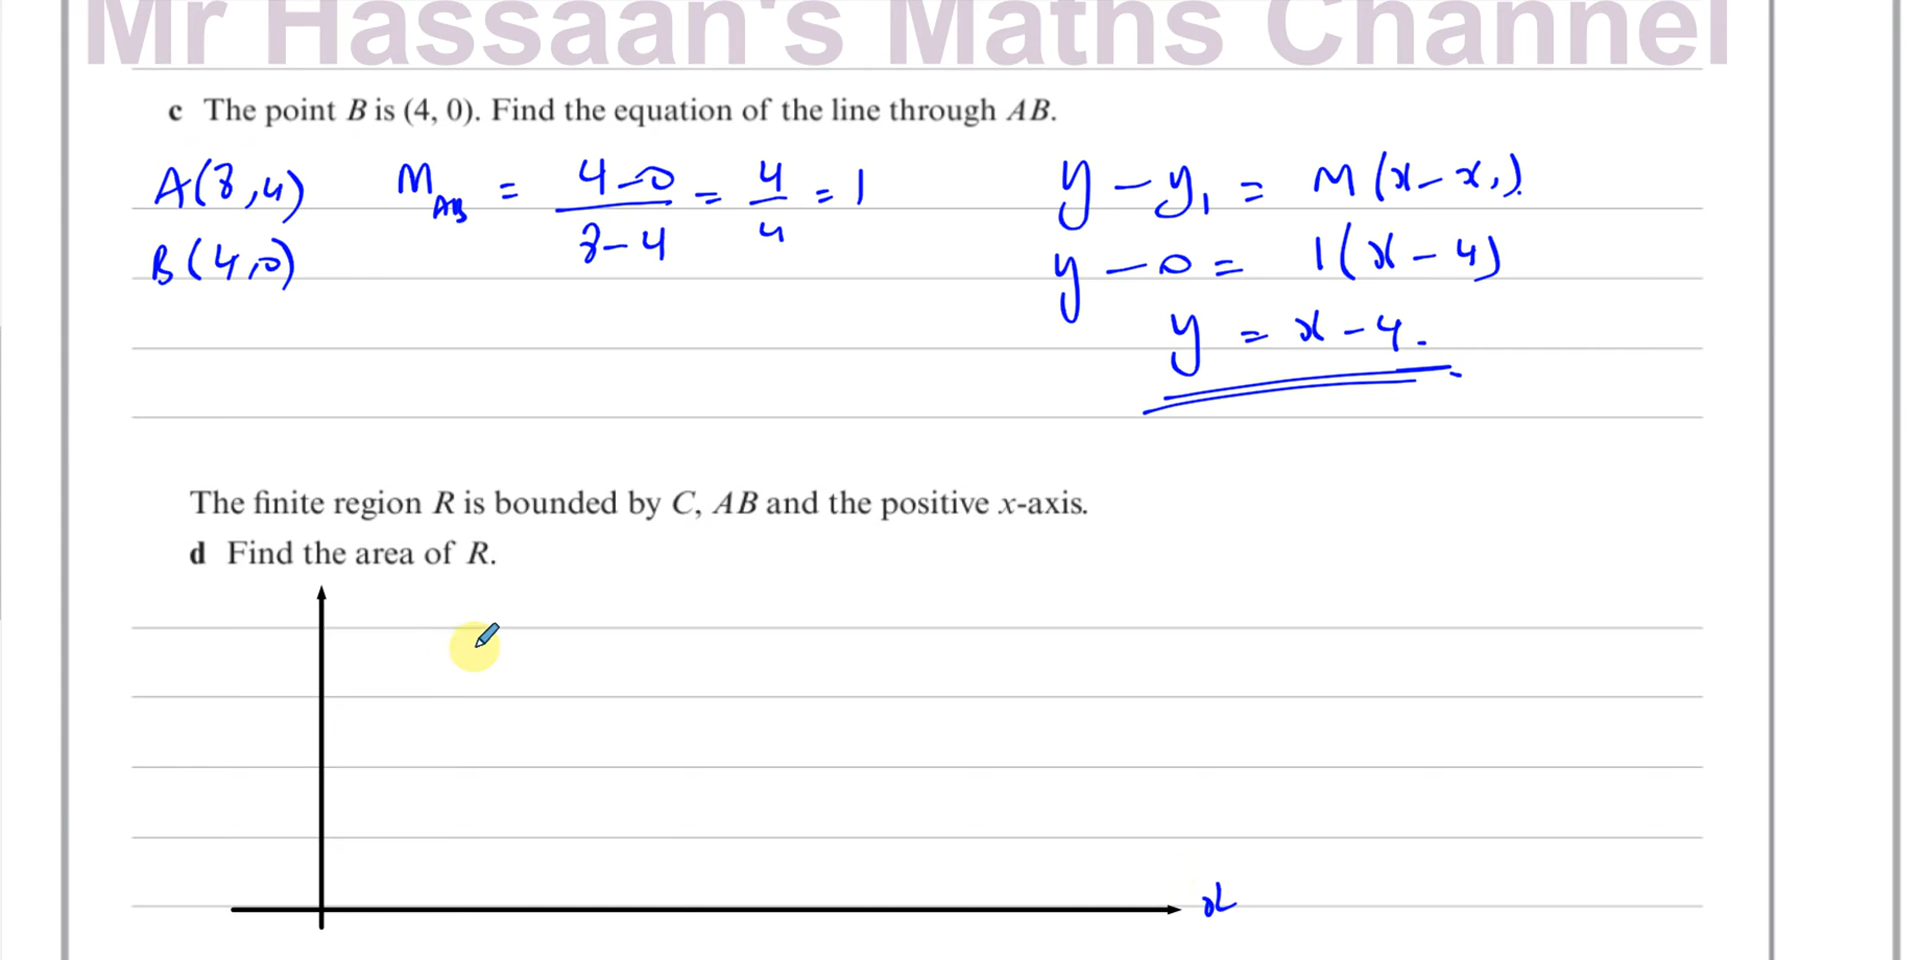 Mr Hassaan's Maths Channel
c The point B is (4, 0). Find the equation of the line through AB.
A(8,4) M_AB = 4-0/8-4 = 4/4 = 1 y - y₁ = M(x - x₁)
B(4,0) y - 0 = 1(x - 4)
y = x - 4.
The finite region R is bounded by C, AB and the positive x-axis.
d Find the area of R.
x